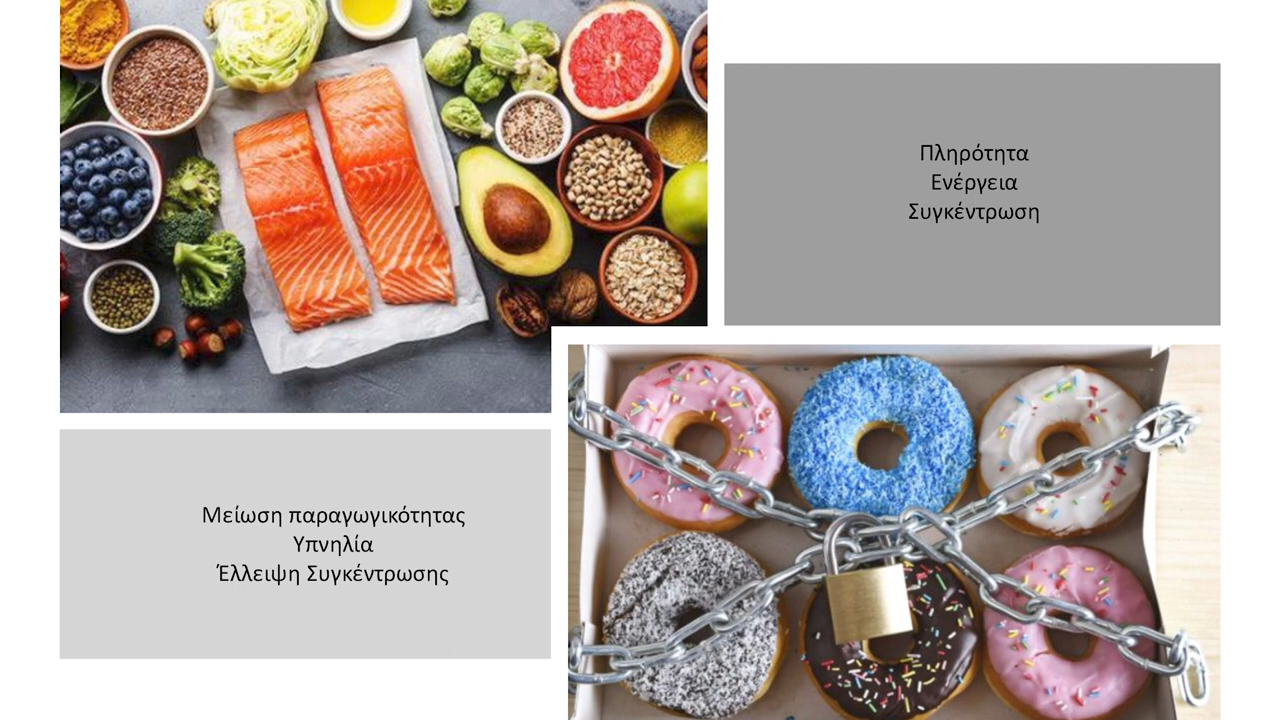 Πληρότητα
Ενέργεια
Συγκέντρωση
Μείωση παραγωγικότητας
Υπνηλία
Έλλειψη Συγκέντρωσης